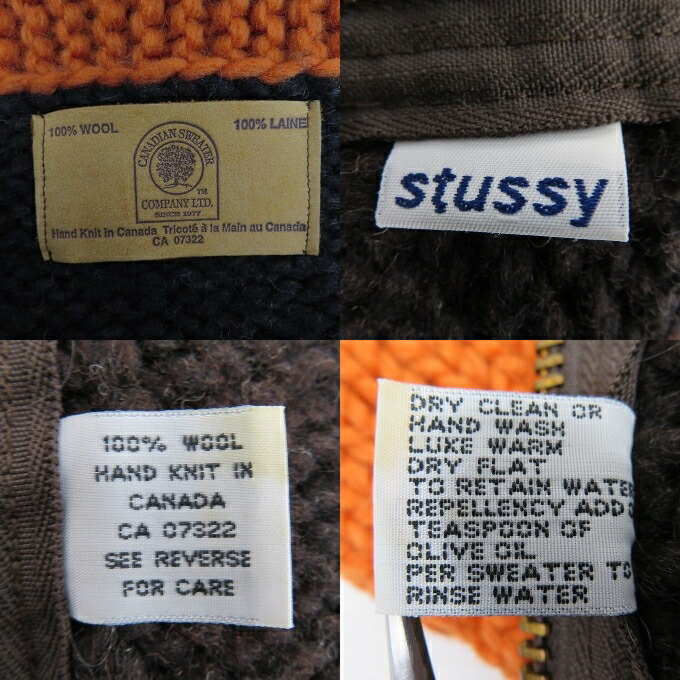 100% WOOL 100% LAINE
CANADIAN SWEATER
TM
COMPANY LTD.
SINCE 1977
Hand Knit in Canada Tricoté à la Main au Canada
CA 07322
stussy
100% WOOL
HAND KNIT IN
CANADA
CA 07322
SEE REVERSE
FOR CARE
DRY CLEAN OR
HAND WASH
LUKE WARM
DRY FLAT
TO RETAIN WATER
REPELLENCY ADD
TEASPOON OF
OLIVE OIL
PER SWEATER TO
RINSE WATER